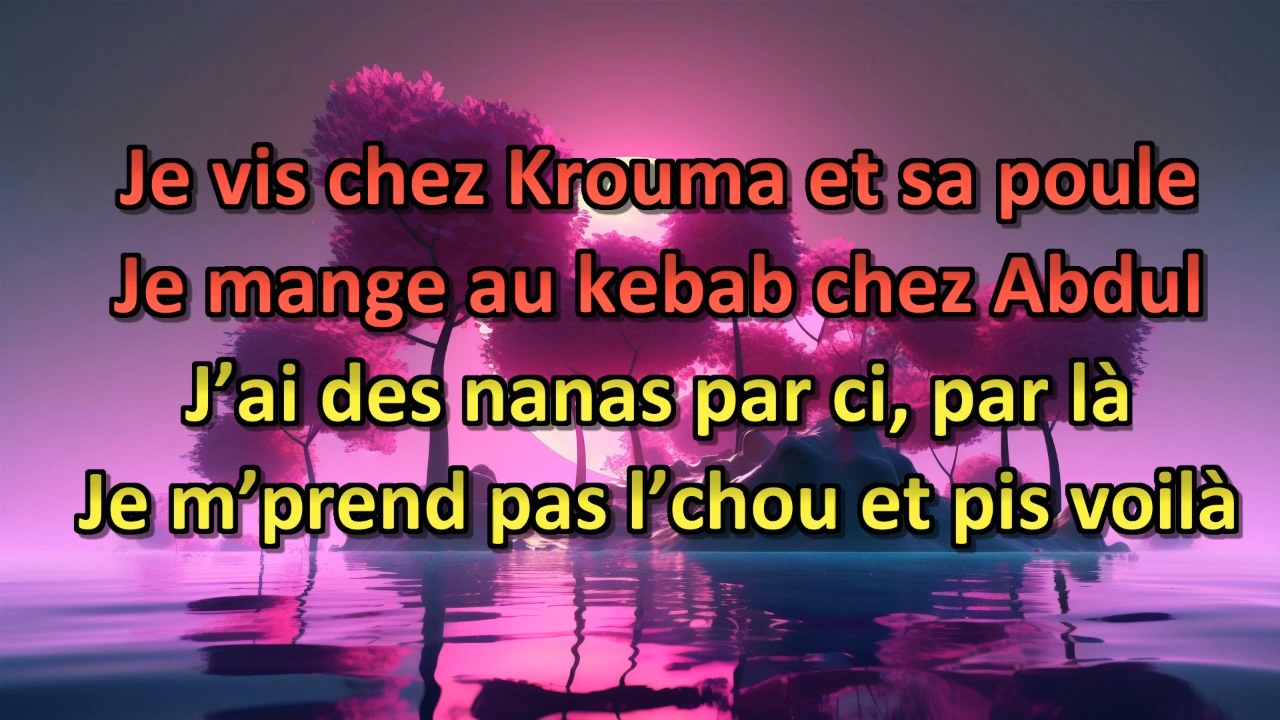 Je vis chez Krouma et sa poule
Je mange au kebab chez Abdul
J’ai des nanas par ci, par là
Je m’prend pas l’chou et pis voilà